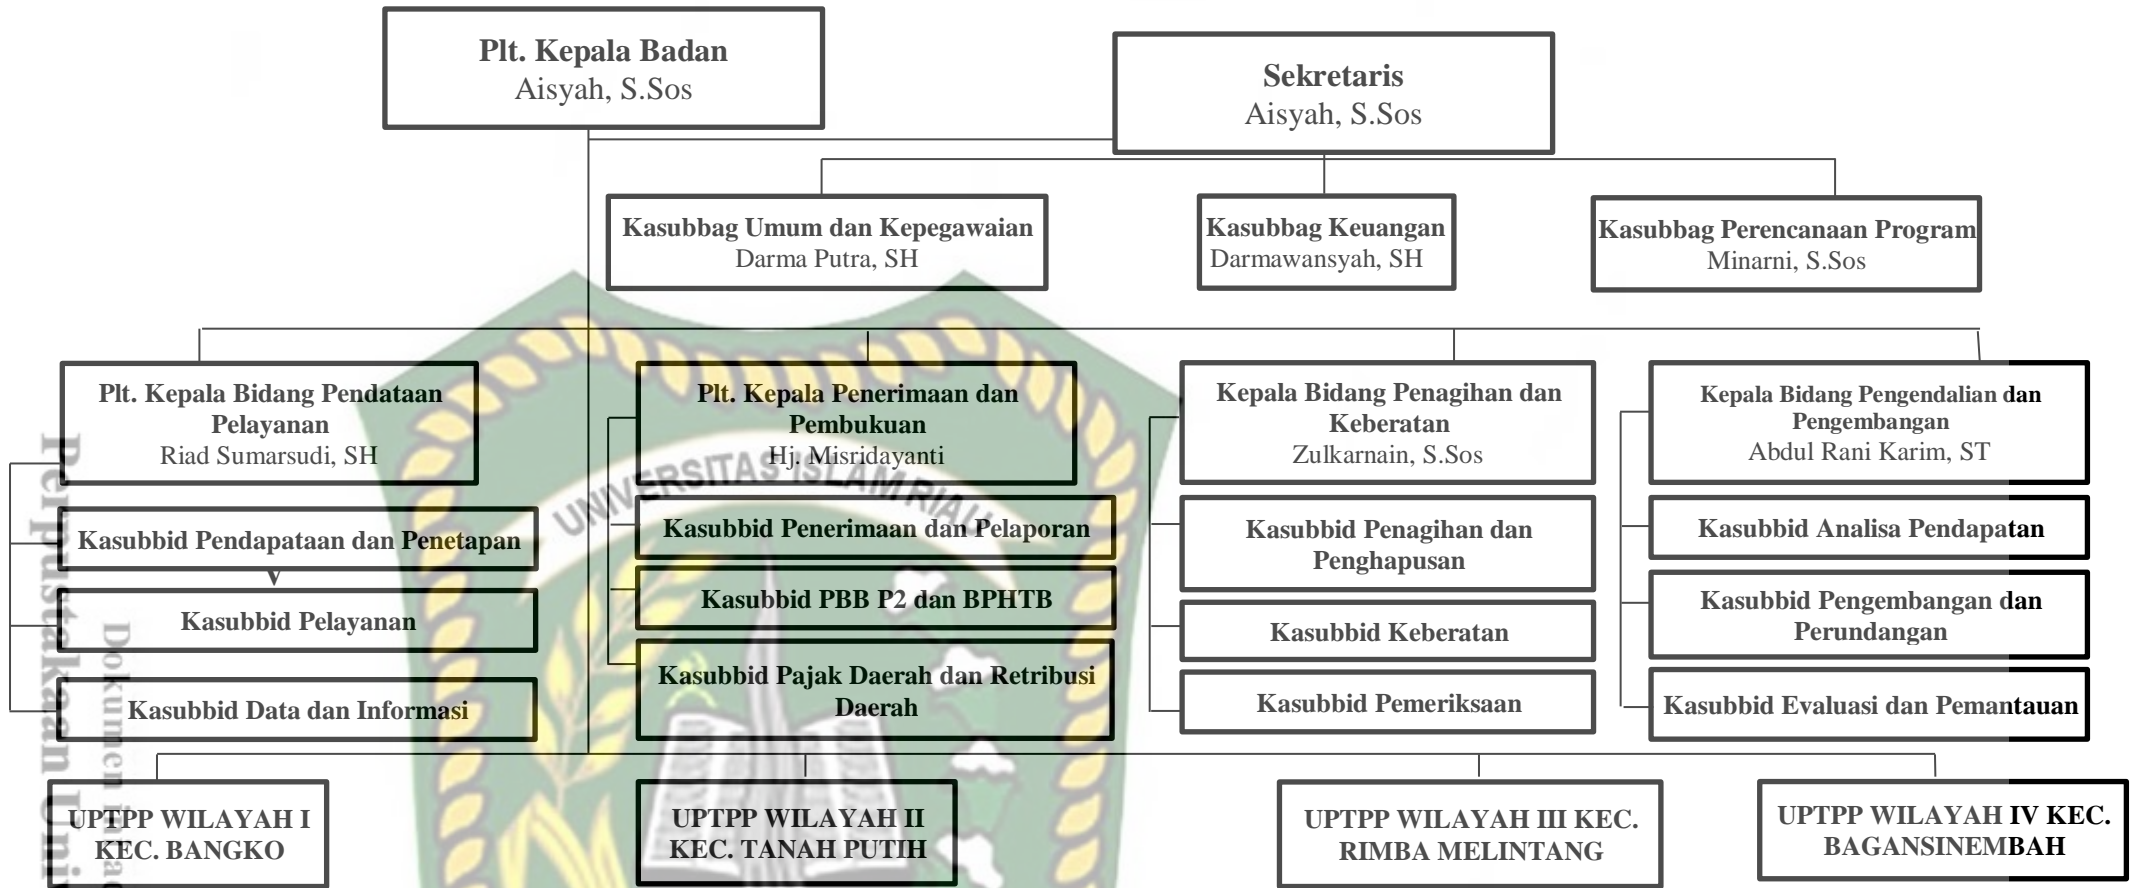 Plt. Kepala Badan
Aisyah, S.Sos
Sekretaris
Aisyah, S.Sos
Kasubbag Umum dan Kepegawaian
Darma Putra, SH
Kasubbag Keuangan
Darmawansyah, SH
Kasubbag Perencanaan Program
Minarni, S.Sos
Plt. Kepala Bidang Pendataan
Pelayanan
Riad Sumarsudi, SH
Kasubbid Pendapataan dan Penetapan
Kasubbid Pelayanan
Kasubbid Data dan Informasi
Plt. Kepala Penerimaan dan
Pembukuan
Hj. Misridayanti
Kasubbid Penerimaan dan Pelaporan
Kasubbid PBB P2 dan BPHTB
Kasubbid Pajak Daerah dan Retribusi
Daerah
Kepala Bidang Penagihan dan
Keberatan
Zulkarnain, S.Sos
Kasubbid Penagihan dan
Penghapusan
Kasubbid Keberatan
Kasubbid Pemeriksaan
Kepala Bidang Pengendalian dan
Pengembangan
Abdul Rani Karim, ST
Kasubbid Analisa Pendapatan
Kasubbid Pengembangan dan
Perundangan
Kasubbid Evaluasi dan Pemantauan
UPTPP WILAYAH I
KEC. BANGKO
UPTPP WILAYAH II
KEC. TANAH PUTIH
UPTPP WILAYAH III KEC.
RIMBA MELINTANG
UPTPP WILAYAH IV KEC.
BAGANSINEMBAH
UNIVERSITAS ISLAM RIAU
Perpustakaan Uni
Dokumen ini